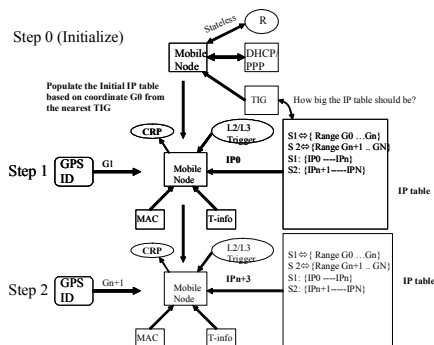 Step 0 (Initialize)
Stateless
R
Mobile
Node
DHCP/
PPP
Populate the Initial IP table
based on coordinate G0 from
the nearest TIG
TIG
How big the IP table should be?
CRP
L2/L3
Trigger
S1⇔{ Range G0 …Gn}
S 2⇔{Range Gn+1 .. GN}
S1: {IP0 ----IPn}
S2: {IPn+1-----IPN}
IP table
Step 1
GPS
ID
G1
Mobile
Node
IP0
MAC
T-info
CRP
L2/L3
Trigger
S1⇔{ Range G0 …Gn}
S 2⇔{Range Gn+1 .. GN}
S1: {IP0 ----IPn}
S2: {IPn+1-----IPN}
IP table
Step 2
GPS
ID
Gn+1
Mobile
Node
IPn+3
MAC
T-info